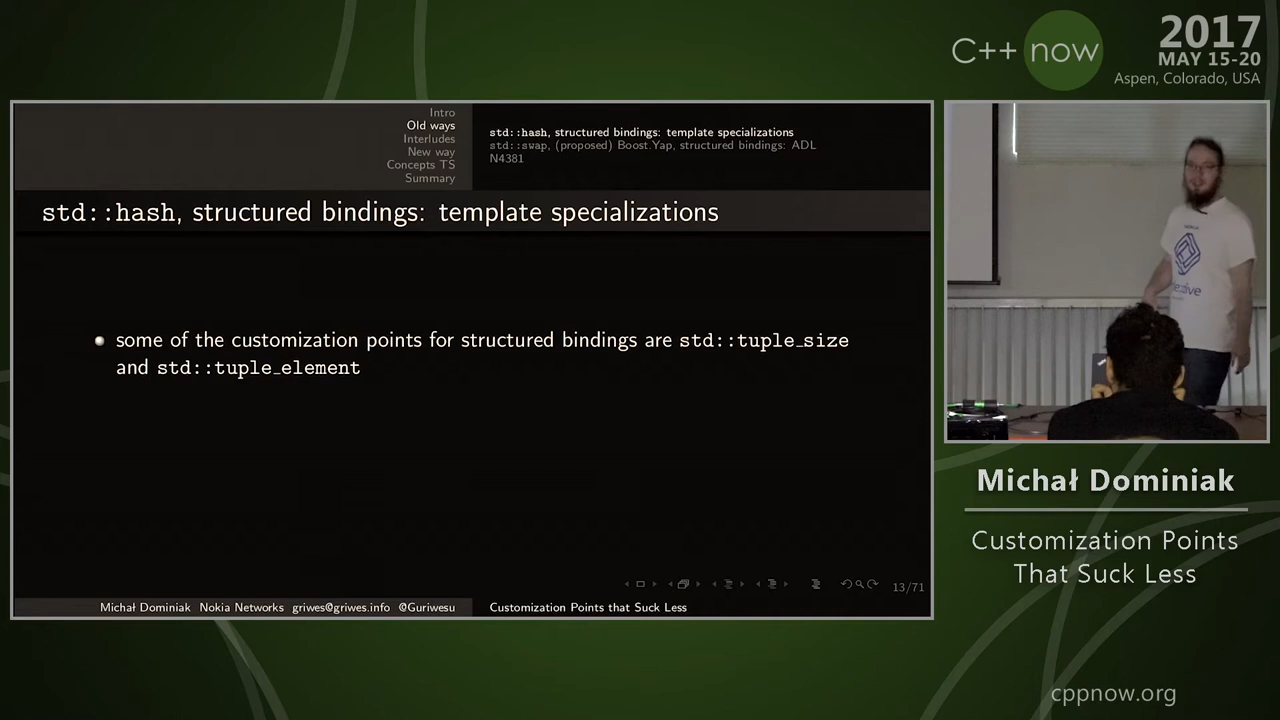 C++ now
2017
MAY 15-20
Aspen, Colorado, USA
Intro
Old ways
Interludes
New way
Concepts TS
Summary
std::hash, structured bindings: template specializations
std::swap, (proposed) Boost.Yap, structured bindings: ADL
N4381
std::hash, structured bindings: template specializations
some of the customization points for structured bindings are std::tuple_size
and std::tuple_element
13/71
Michał Dominiak Nokia Networks griwes@griwes.info @Guriwesu
Customization Points that Suck Less
Michał Dominiak
Customization Points
That Suck Less
cppnow.org